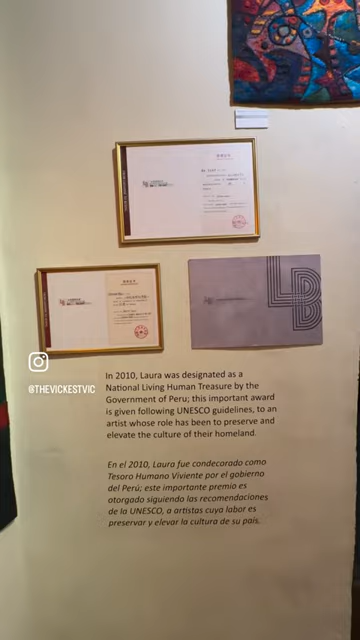 LB
@THEVICKESTVIC
In 2010, Laura was designated as a
National Living Human Treasure by the
Government of Peru; this important award
is given following UNESCO guidelines, to an
artist whose role has been to preserve and
elevate the culture of their homeland.
En el 2010, Laura fue condecorada como
Tesoro Humano Viviente por el gobierno
del Perú; este importante premio es
otorgado siguiendo las recomendaciones
de la UNESCO, a artistas cuya labor es
preservar y elevar la cultura de su país.